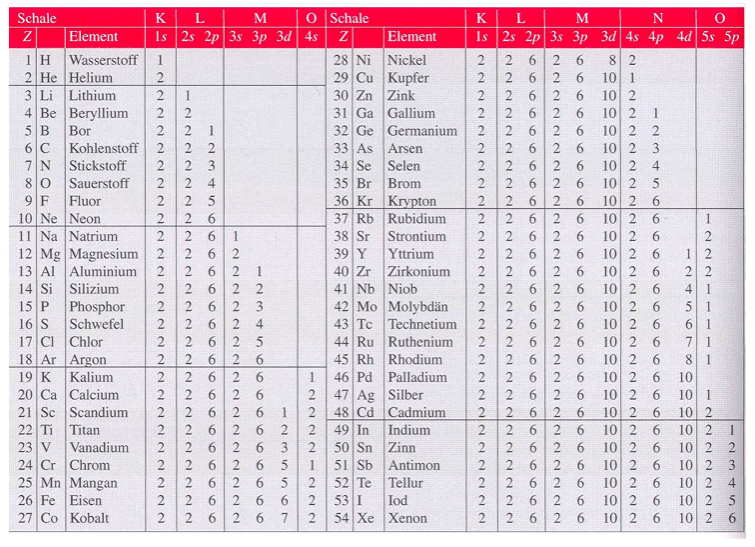 Schale K L M O
Z Element 1s 2s 2p 3s 3p 3d 4s
1 H Wasserstoff 1
2 He Helium 2
3 Li Lithium 2 1
4 Be Beryllium 2 2
5 B Bor 2 2 1
6 C Kohlenstoff 2 2 2
7 N Stickstoff 2 2 3
8 O Sauerstoff 2 2 4
9 F Fluor 2 2 5
10 Ne Neon 2 2 6
11 Na Natrium 2 2 6 1
12 Mg Magnesium 2 2 6 2
13 Al Aluminium 2 2 6 2 1
14 Si Silizium 2 2 6 2 2
15 P Phosphor 2 2 6 2 3
16 S Schwefel 2 2 6 2 4
17 Cl Chlor 2 2 6 2 5
18 Ar Argon 2 2 6 2 6
19 K Kalium 2 2 6 2 6 1
20 Ca Calcium 2 2 6 2 6 2
21 Sc Scandium 2 2 6 2 6 1 2
22 Ti Titan 2 2 6 2 6 2 2
23 V Vanadium 2 2 6 2 6 3 2
24 Cr Chrom 2 2 6 2 6 5 1
25 Mn Mangan 2 2 6 2 6 5 2
26 Fe Eisen 2 2 6 2 6 6 2
27 Co Kobalt 2 2 6 2 6 7 2
Schale K L M N O
Z Element 1s 2s 2p 3s 3p 3d 4s 4p 4d 5s 5p
28 Ni Nickel 2 2 6 2 6 8 2
29 Cu Kupfer 2 2 6 2 6 10 1
30 Zn Zink 2 2 6 2 6 10 2
31 Ga Gallium 2 2 6 2 6 10 2 1
32 Ge Germanium 2 2 6 2 6 10 2 2
33 As Arsen 2 2 6 2 6 10 2 3
34 Se Selen 2 2 6 2 6 10 2 4
35 Br Brom 2 2 6 2 6 10 2 5
36 Kr Krypton 2 2 6 2 6 10 2 6
37 Rb Rubidium 2 2 6 2 6 10 2 6 1
38 Sr Strontium 2 2 6 2 6 10 2 6 2
39 Y Yttrium 2 2 6 2 6 10 2 6 1 2
40 Zr Zirkonium 2 2 6 2 6 10 2 6 2 2
41 Nb Niob 2 2 6 2 6 10 2 6 4 1
42 Mo Molybdän 2 2 6 2 6 10 2 6 5 1
43 Tc Technetium 2 2 6 2 6 10 2 6 6 1
44 Ru Ruthenium 2 2 6 2 6 10 2 6 7 1
45 Rh Rhodium 2 2 6 2 6 10 2 6 8 1
46 Pd Palladium 2 2 6 2 6 10 2 6 10
47 Ag Silber 2 2 6 2 6 10 2 6 10 1
48 Cd Cadmium 2 2 6 2 6 10 2 6 10 2
49 In Indium 2 2 6 2 6 10 2 6 10 2 1
50 Sn Zinn 2 2 6 2 6 10 2 6 10 2 2
51 Sb Antimon 2 2 6 2 6 10 2 6 10 2 3
52 Te Tellur 2 2 6 2 6 10 2 6 10 2 4
53 I Iod 2 2 6 2 6 10 2 6 10 2 5
54 Xe Xenon 2 2 6 2 6 10 2 6 10 2 6